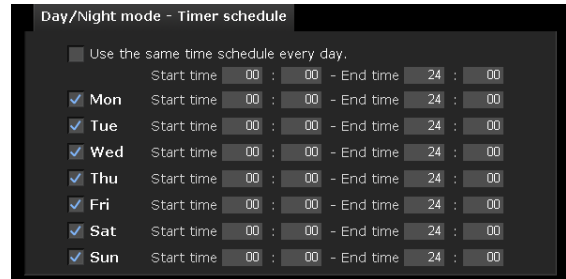 Day/Night mode - Timer schedule
Use the same time schedule every day.
Start time 00 : 00 - End time 24 : 00
Mon Start time 00 : 00 - End time 24 : 00
Tue Start time 00 : 00 - End time 24 : 00
Wed Start time 00 : 00 - End time 24 : 00
Thu Start time 00 : 00 - End time 24 : 00
Fri Start time 00 : 00 - End time 24 : 00
Sat Start time 00 : 00 - End time 24 : 00
Sun Start time 00 : 00 - End time 24 : 00